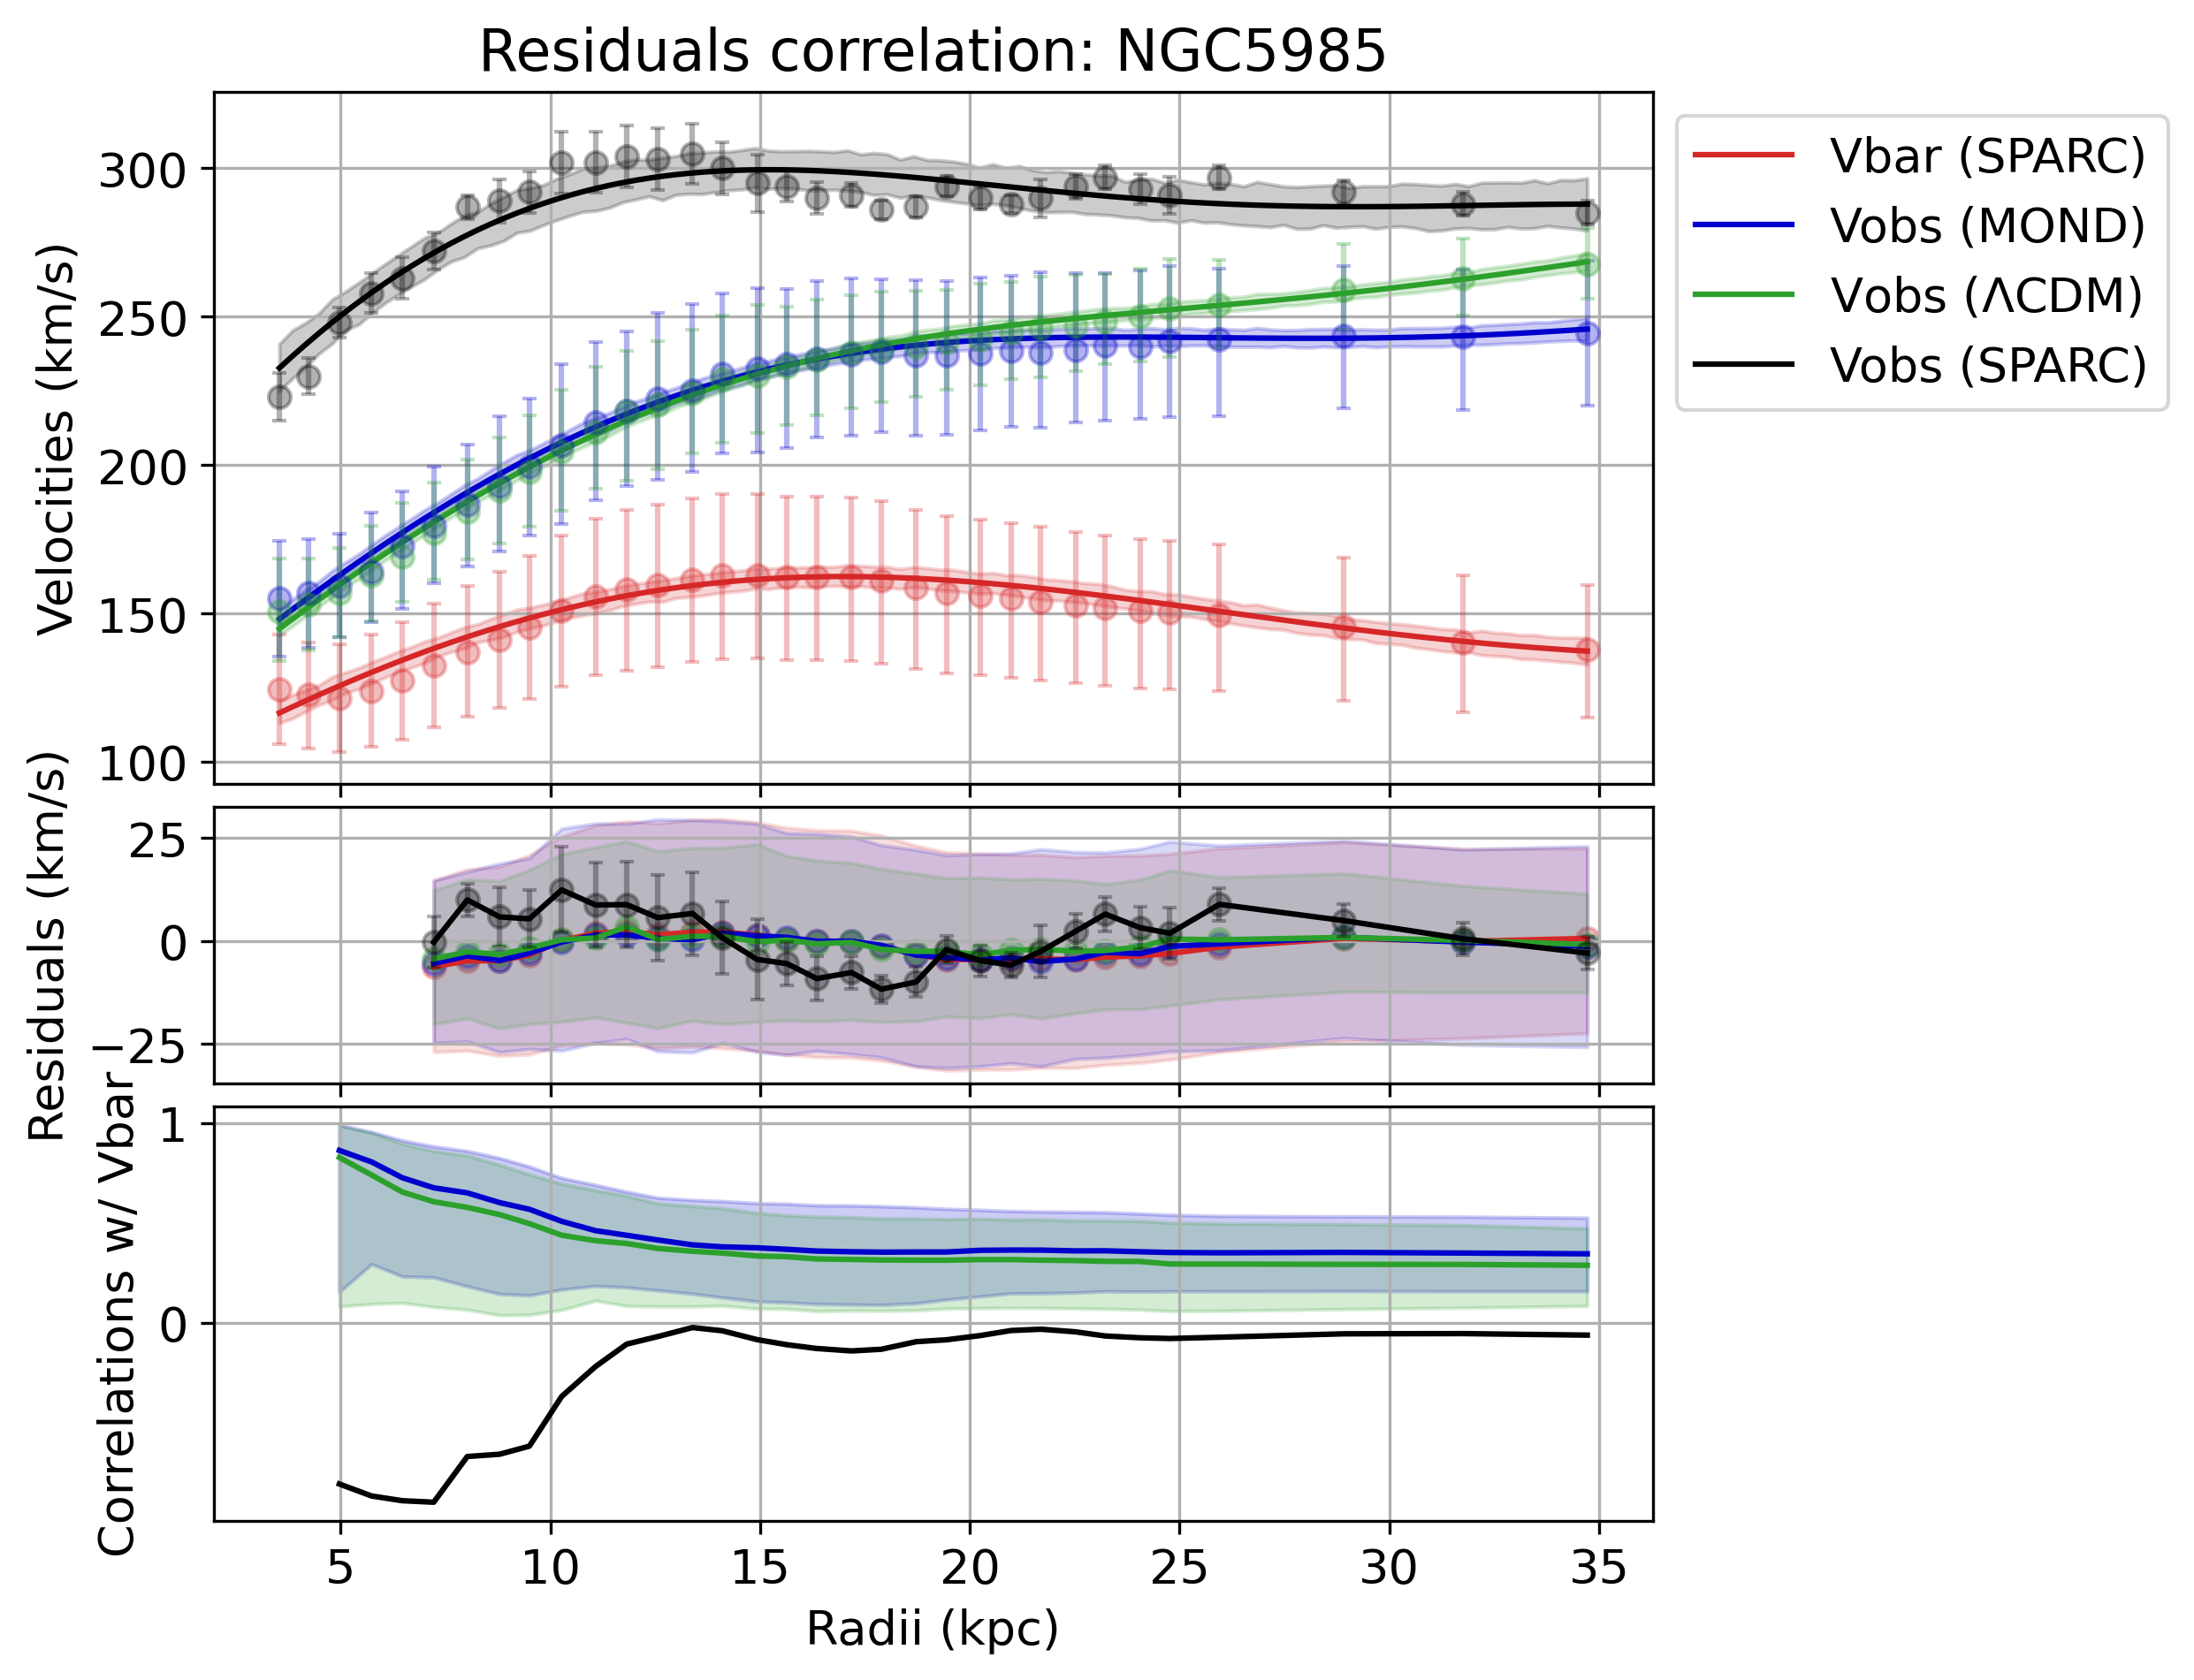 Residuals correlation: NGC5985
Velocities (km/s)
300
250
200
150
100
Vbar (SPARC)
Vobs (MOND)
Vobs (ΛCDM)
Vobs (SPARC)
Residuals (km/s)
25
0
−25
Correlations w/ Vbar
1
0
5 10 15 20 25 30 35
Radii (kpc)